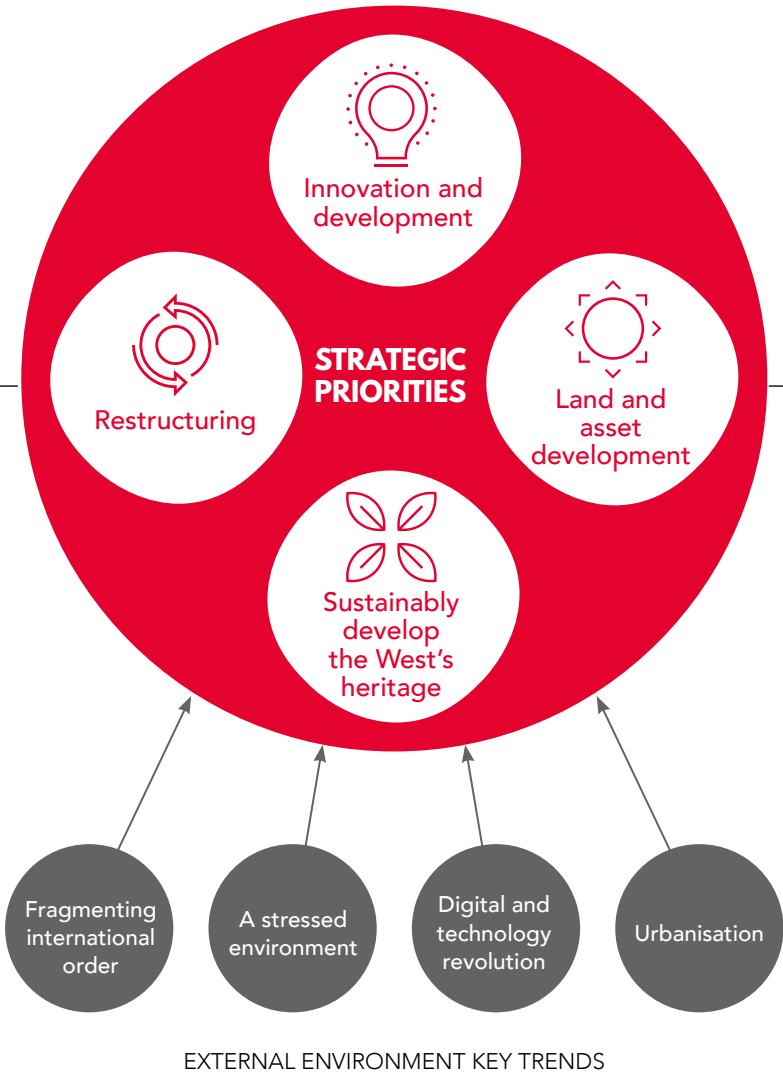 Innovation and
development
Restructuring
STRATEGIC
PRIORITIES
Land and
asset
development
Sustainably
develop
the West's
heritage
Fragmenting
international
order
A stressed
environment
Digital and
technology
revolution
Urbanisation
EXTERNAL ENVIRONMENT KEY TRENDS